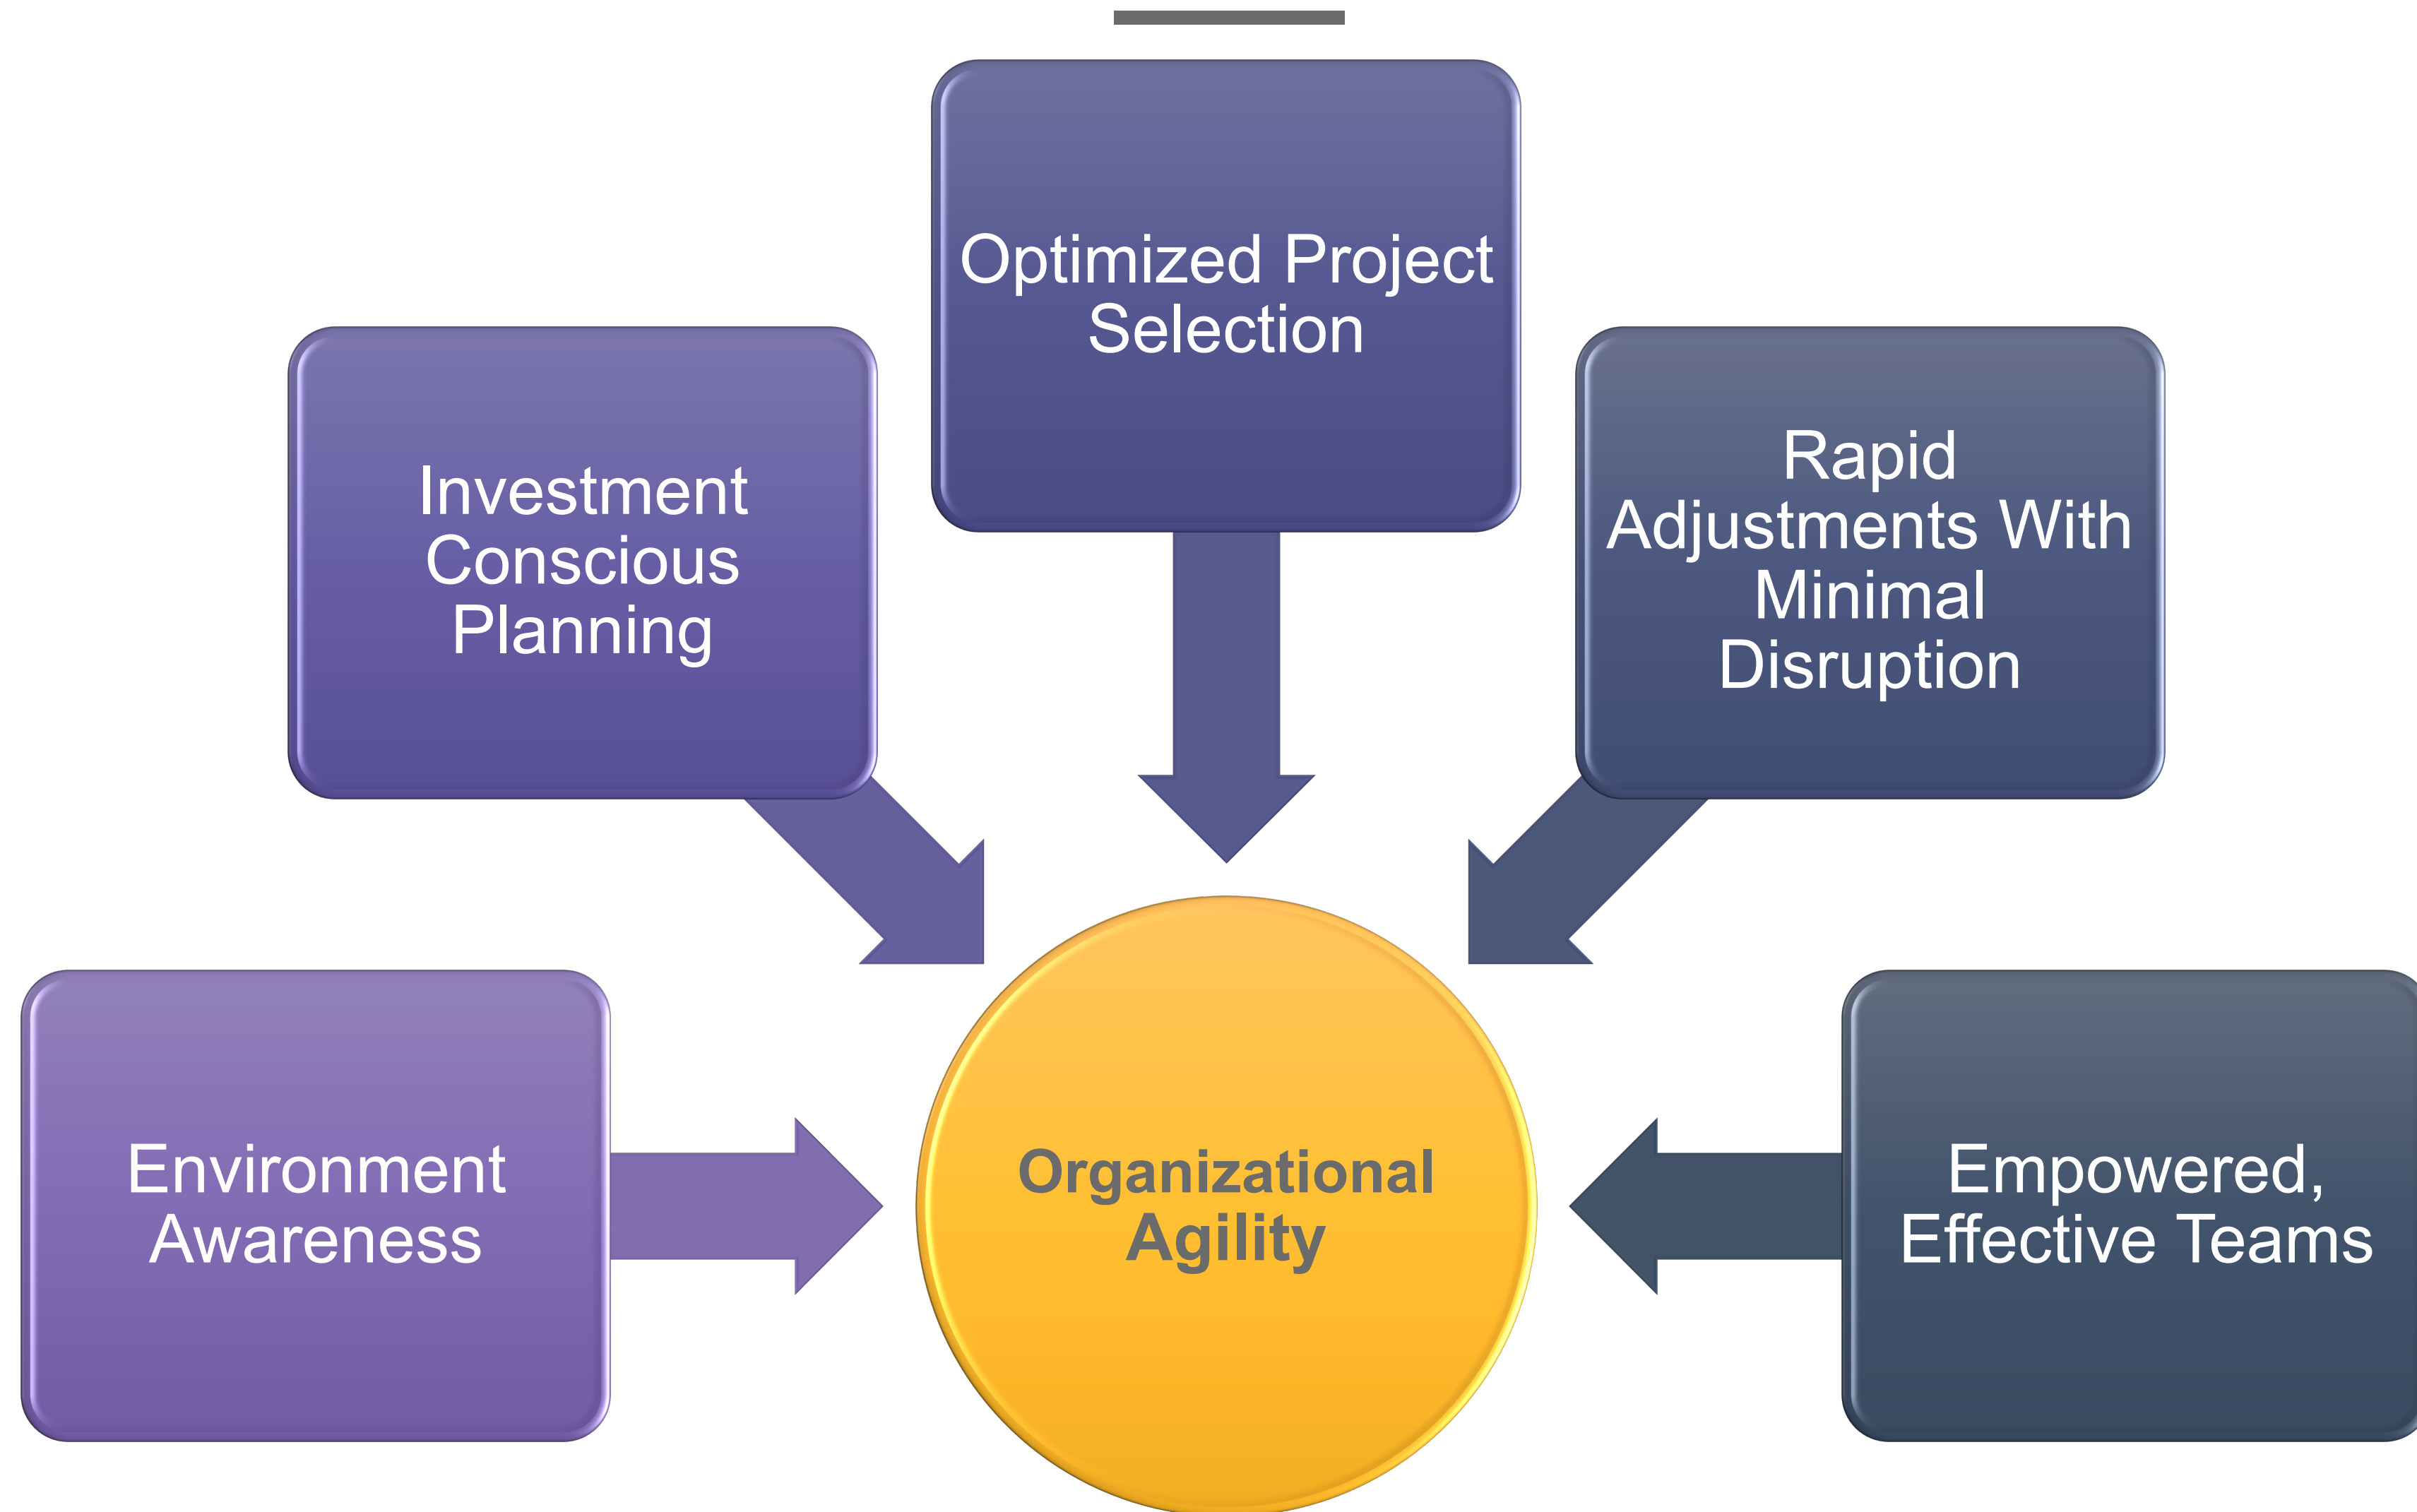 Optimized Project
Selection
Investment
Conscious
Planning
Rapid
Adjustments With
Minimal
Disruption
Environment
Awareness
Organizational
Agility
Empowered,
Effective Teams